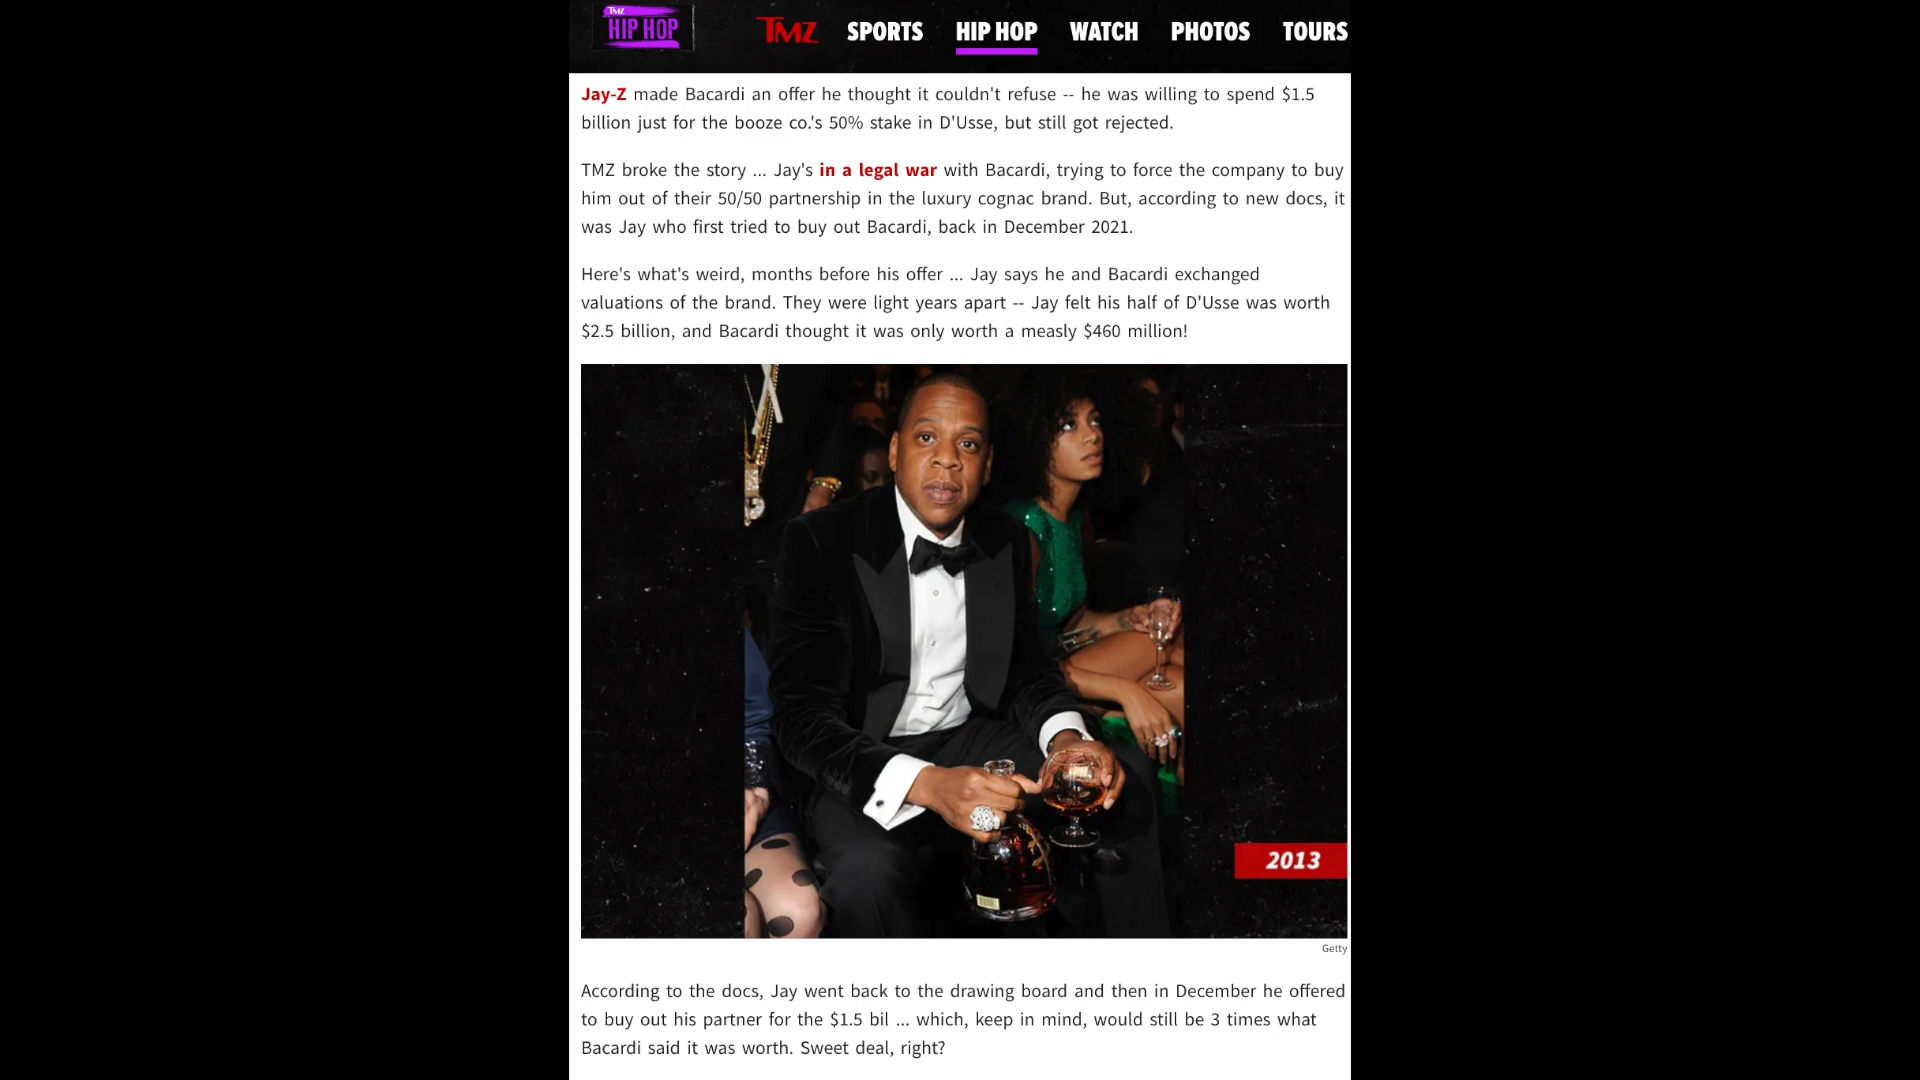 TMZ
HIP HOP
TMZ SPORTS HIP HOP WATCH PHOTOS TOURS
Jay-Z made Bacardi an offer he thought it couldn't refuse -- he was willing to spend $1.5
billion just for the booze co.'s 50% stake in D'Usse, but still got rejected.
TMZ broke the story ... Jay's in a legal war with Bacardi, trying to force the company to buy
him out of their 50/50 partnership in the luxury cognac brand. But, according to new docs, it
was Jay who first tried to buy out Bacardi, back in December 2021.
Here's what's weird, months before his offer ... Jay says he and Bacardi exchanged
valuations of the brand. They were light years apart -- Jay felt his half of D'Usse was worth
$2.5 billion, and Bacardi thought it was only worth a measly $460 million!
2013
Getty
According to the docs, Jay went back to the drawing board and then in December he offered
to buy out his partner for the $1.5 bil ... which, keep in mind, would still be 3 times what
Bacardi said it was worth. Sweet deal, right?